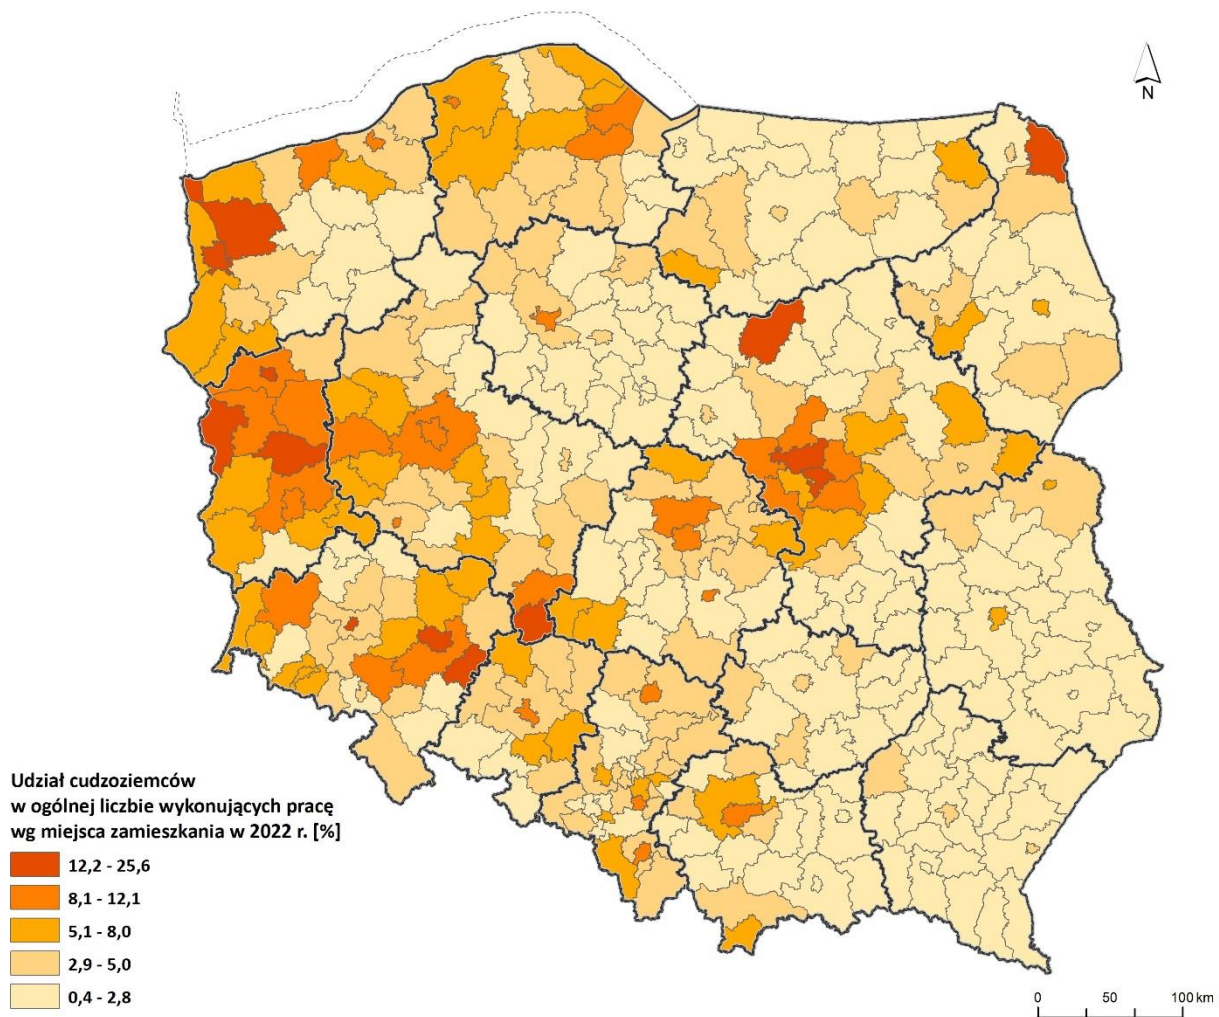 N
Udział cudzoziemców
w ogólnej liczbie wykonujących pracę
wg miejsca zamieszkania w 2022 r. [%]
12,2 - 25,6
8,1 - 12,1
5,1 - 8,0
2,9 - 5,0
0,4 - 2,8
0 50 100 km